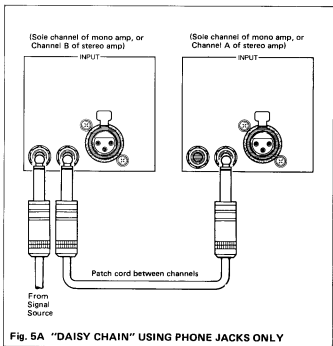 (Sole channel of mono amp, or
Channel B of stereo amp)
INPUT
(Sole channel of mono amp, or
Channel A of stereo amp)
INPUT
Patch cord between channels
From
Signal
Source
Fig. 5A "DAISY CHAIN" USING PHONE JACKS ONLY